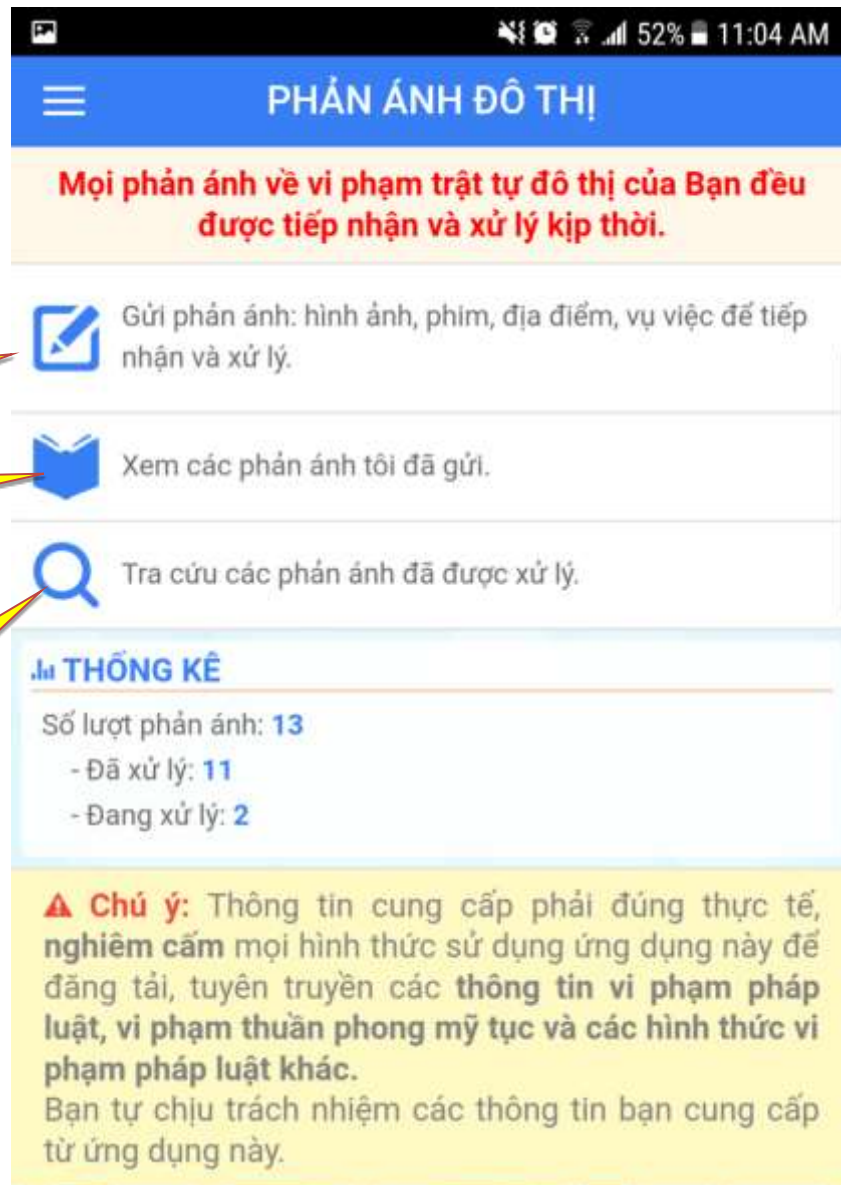 52% 11:04 AM
PHẢN ÁNH ĐÔ THỊ
Mọi phản ánh về vi phạm trật tự đô thị của Bạn đều
được tiếp nhận và xử lý kịp thời.
Gửi phản ánh: hình ảnh, phim, địa điểm, vụ việc để tiếp
nhận và xử lý.
Xem các phản ánh tôi đã gửi.
Tra cứu các phản ánh đã được xử lý.
THỐNG KÊ
Số lượt phản ánh: 13
- Đã xử lý: 11
- Đang xử lý: 2
Chú ý: Thông tin cung cấp phải đúng thực tế,
nghiêm cấm mọi hình thức sử dụng ứng dụng này để
đăng tải, tuyên truyền các thông tin vi phạm pháp
luật, vi phạm thuần phong mỹ tục và các hình thức vi
phạm pháp luật khác.
Bạn tự chịu trách nhiệm các thông tin bạn cung cấp
từ ứng dụng này.